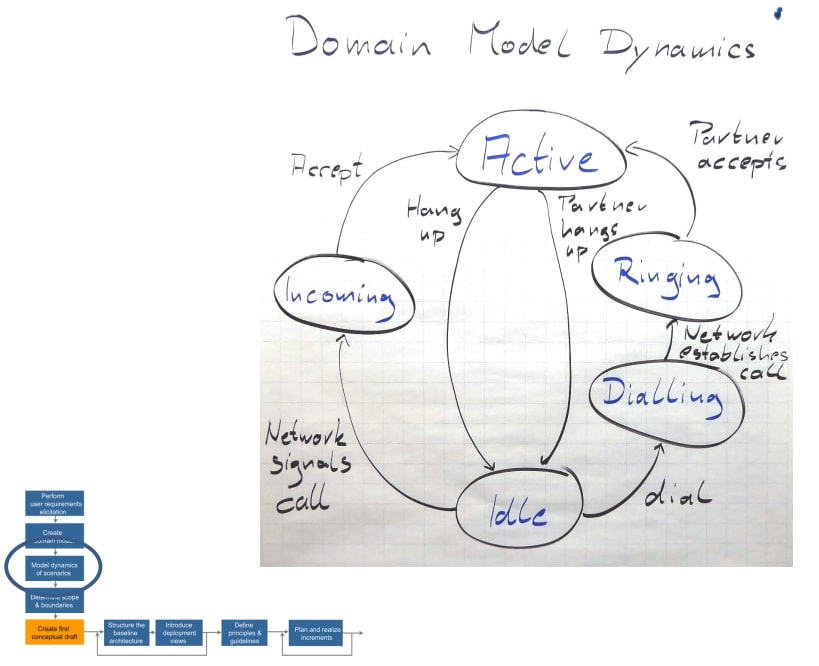 Domain Model Dynamics
Active
Accept
Partner
accepts
Hang
up
Partner
hangs
up
Incoming
Ringing
Network
establishes
call
Dialling
Network
signals
call
Idle
dial
Perform
user requirements
elicitation
Create
domain model
Model dynamics
of scenarios
Determine scope
& boundaries
Create first
conceptual draft
Structure the
baseline
architecture
Introduce
deployment
views
Define
principles &
guidelines
Plan and realize
increments